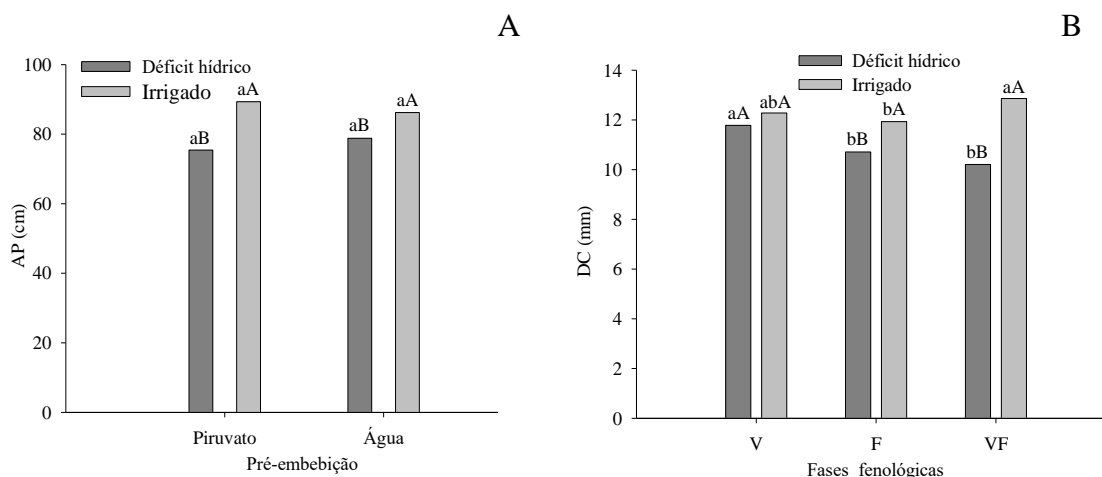 A
Déficit hídrico
Irrigado
100
80
60
40
20
0
AP (cm)
aB
aA
aB
aA
Piruvato
Água
Pré-embebição
B
Déficit hídrico
Irrigado
14
12
10
8
6
4
2
0
DC (mm)
aA
abA
bB
bA
bB
aA
V
F
VF
Fases fenológicas